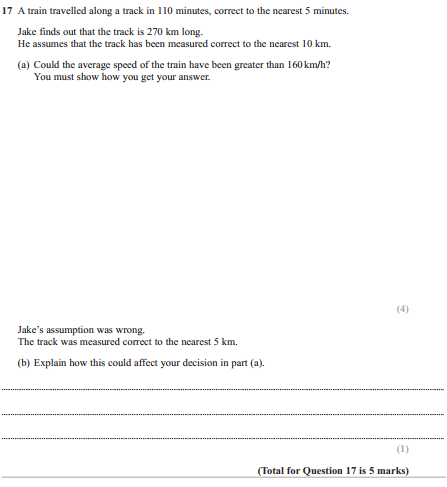 17 A train travelled along a track in 110 minutes, correct to the nearest 5 minutes.
Jake finds out that the track is 270 km long.
He assumes that the track has been measured correct to the nearest 10 km.
(a) Could the average speed of the train have been greater than 160 km/h?
You must show how you get your answer.
(4)
Jake's assumption was wrong.
The track was measured correct to the nearest 5 km.
(b) Explain how this could affect your decision in part (a).
(1)
(Total for Question 17 is 5 marks)